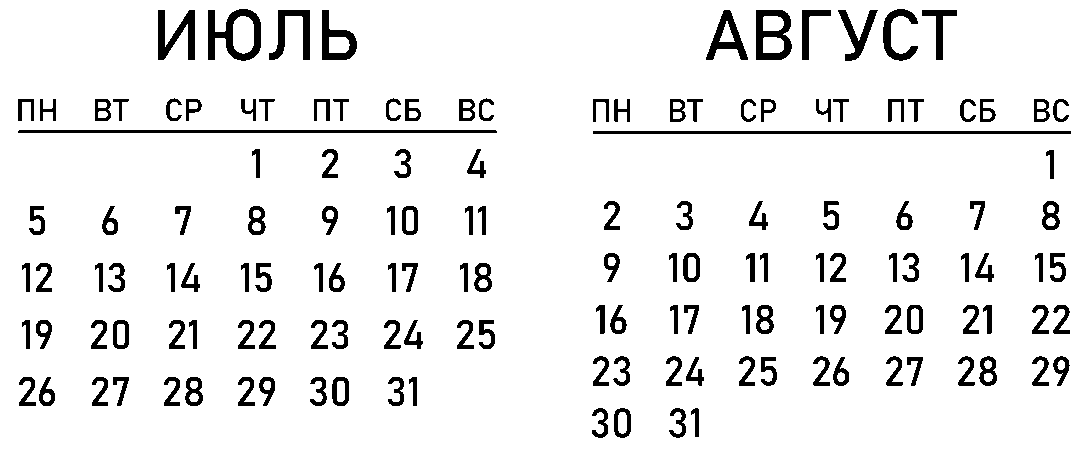 ИЮЛЬ
ПН ВТ СР ЧТ ПТ СБ ВС
1 2 3 4
5 6 7 8 9 10 11
12 13 14 15 16 17 18
19 20 21 22 23 24 25
26 27 28 29 30 31
АВГУСТ
ПН ВТ СР ЧТ ПТ СБ ВС
1
2 3 4 5 6 7 8
9 10 11 12 13 14 15
16 17 18 19 20 21 22
23 24 25 26 27 28 29
30 31